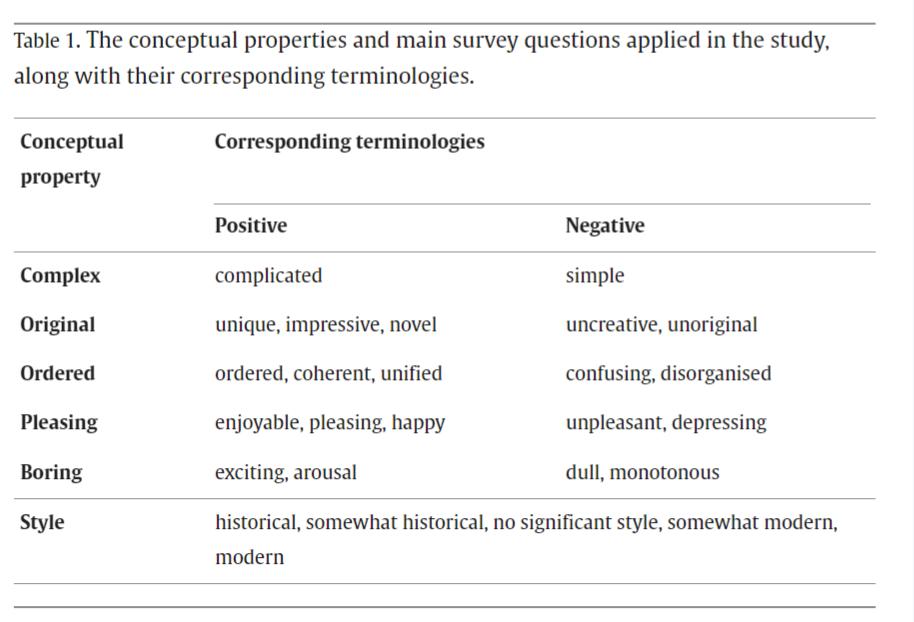 Table 1. The conceptual properties and main survey questions applied in the study,
along with their corresponding terminologies.
Conceptual property
Corresponding terminologies
Positive Negative
Complex complicated simple
Original unique, impressive, novel uncreative, unoriginal
Ordered ordered, coherent, unified confusing, disorganised
Pleasing enjoyable, pleasing, happy unpleasant, depressing
Boring exciting, arousal dull, monotonous
Style historical, somewhat historical, no significant style, somewhat modern,
modern